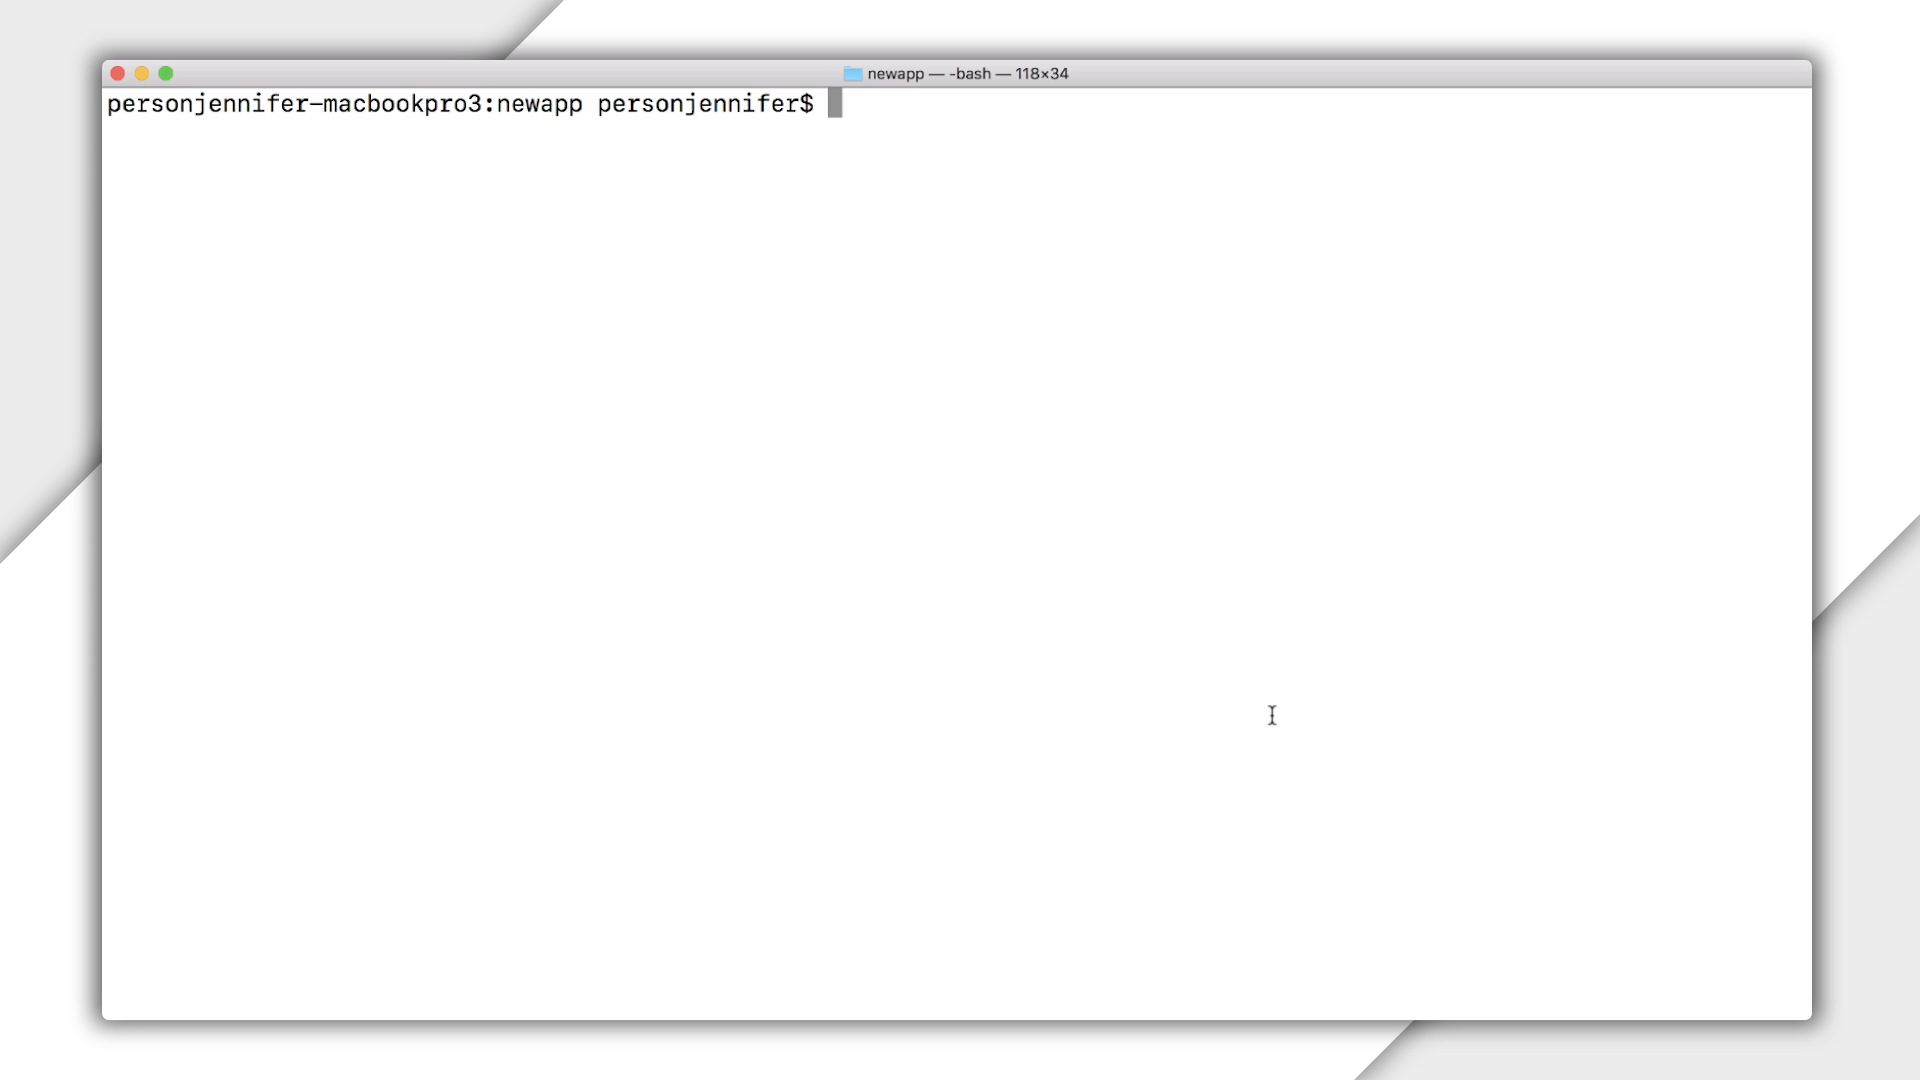 newapp — -bash — 118×34
personjennifer-macbookpro3:newapp personjennifer$